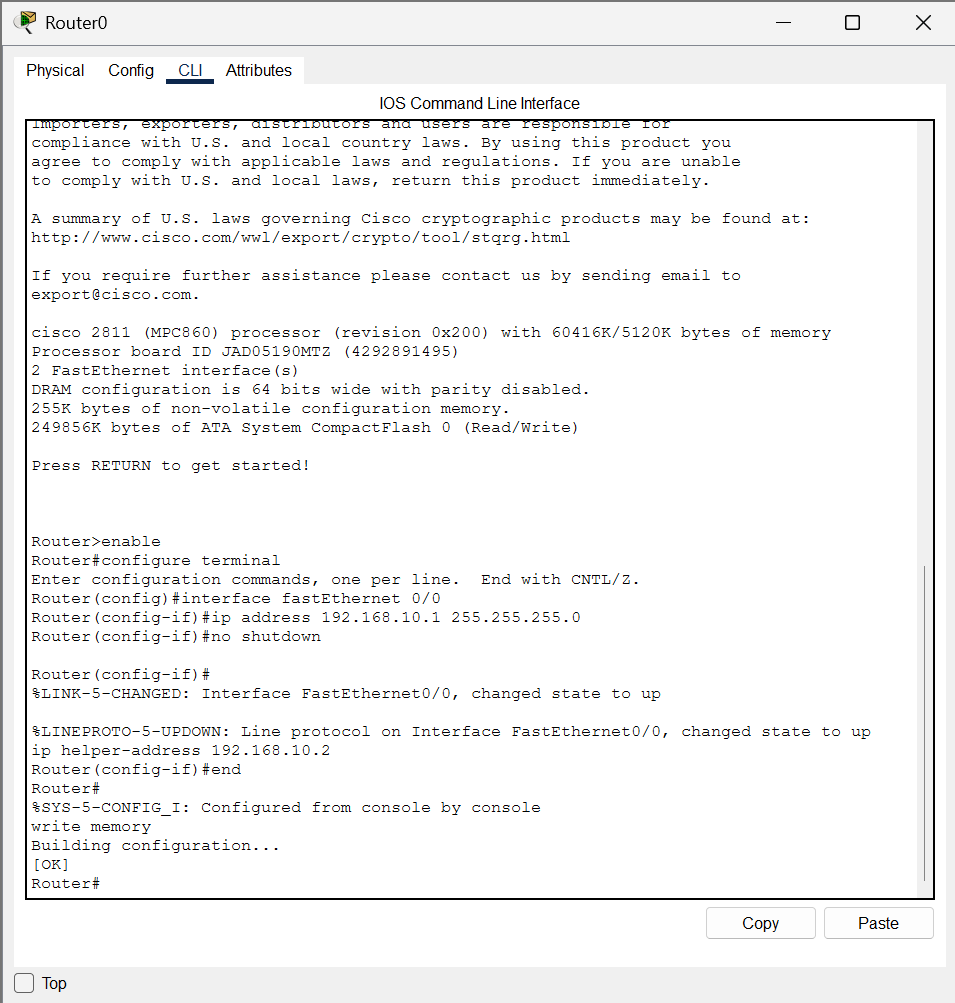 Router0
Physical Config CLI Attributes
IOS Command Line Interface
importers, exporters, distributors and users are responsible for
compliance with U.S. and local country laws. By using this product you
agree to comply with applicable laws and regulations. If you are unable
to comply with U.S. and local laws, return this product immediately.
A summary of U.S. laws governing Cisco cryptographic products may be found at:
http://www.cisco.com/wwl/export/crypto/tool/stqrg.html
If you require further assistance please contact us by sending email to
export@cisco.com.
cisco 2811 (MPC860) processor (revision 0x200) with 60416K/5120K bytes of memory
Processor board ID JAD05190MTZ (4292891495)
2 FastEthernet interface(s)
DRAM configuration is 64 bits wide with parity disabled.
255K bytes of non-volatile configuration memory.
249856K bytes of ATA System CompactFlash 0 (Read/Write)
Press RETURN to get started!
Router>enable
Router#configure terminal
Enter configuration commands, one per line.  End with CNTL/Z.
Router(config)#interface fastEthernet 0/0
Router(config-if)#ip address 192.168.10.1 255.255.255.0
Router(config-if)#no shutdown
Router(config-if)#
%LINK-5-CHANGED: Interface FastEthernet0/0, changed state to up
%LINEPROTO-5-UPDOWN: Line protocol on Interface FastEthernet0/0, changed state to up
ip helper-address 192.168.10.2
Router(config-if)#end
Router#
%SYS-5-CONFIG_I: Configured from console by console
write memory
Building configuration...
[OK]
Router#
Copy Paste
Top